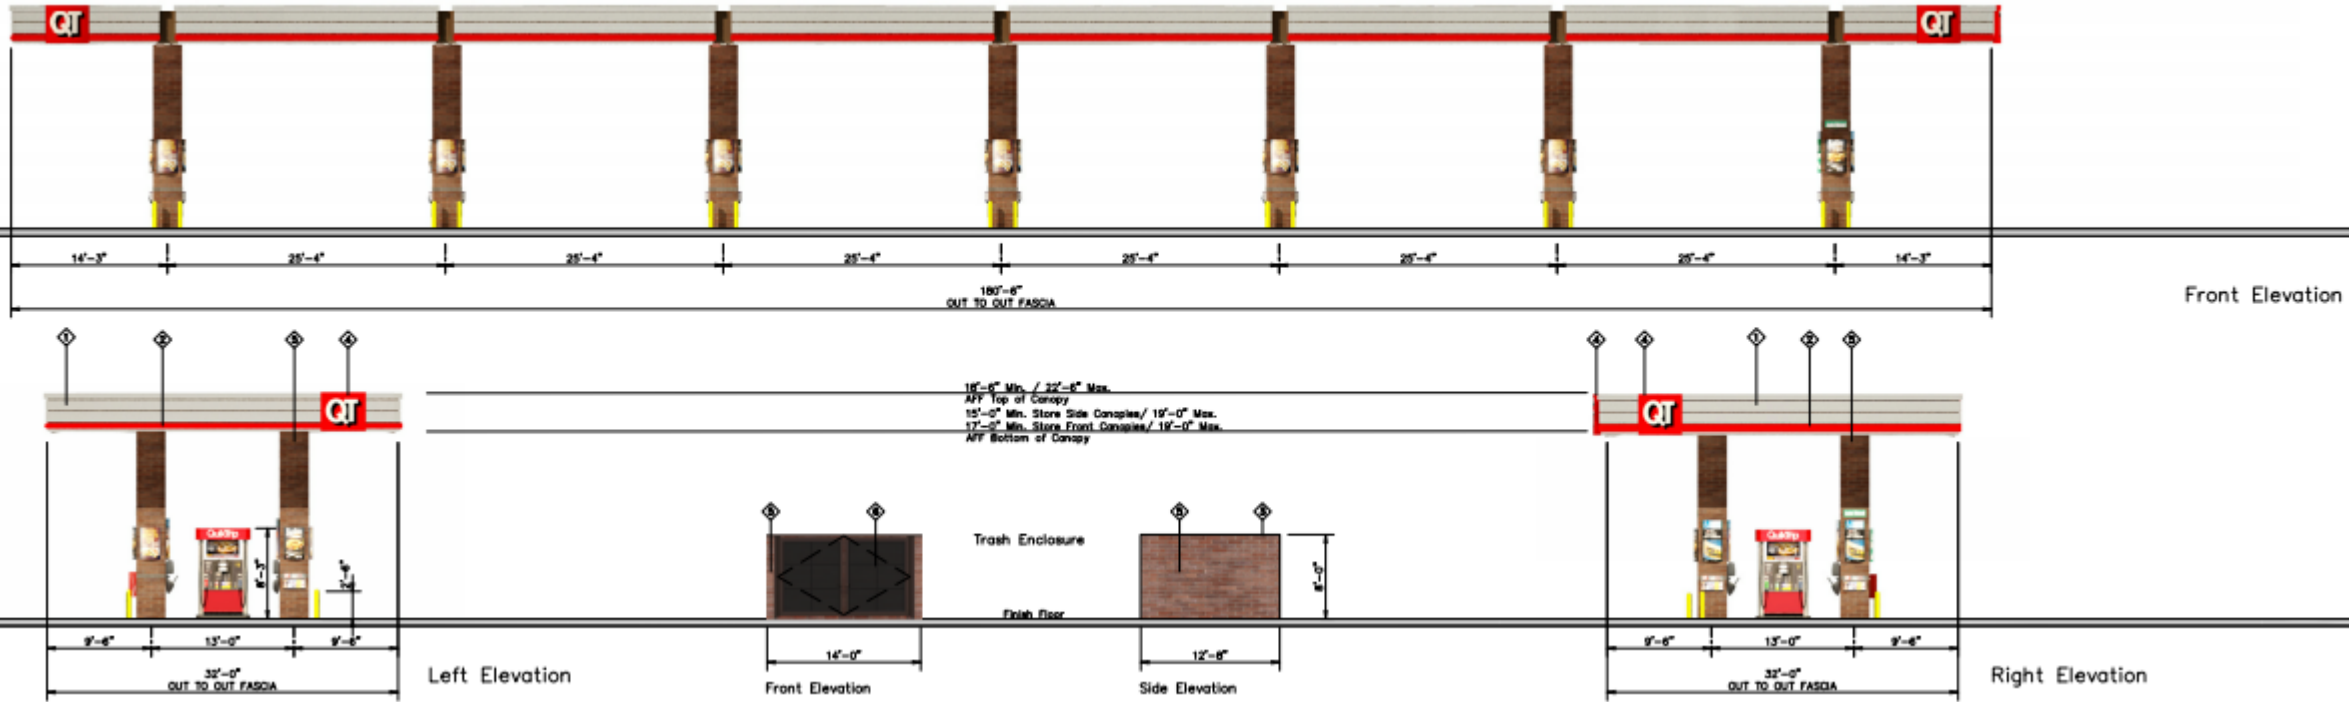 QT QT
14'-3" 25'-4" 25'-4" 25'-4" 25'-4" 25'-4" 25'-4" 14'-3"
180'-6"
OUT TO OUT FASCIA
Front Elevation
1 2 3 4
4 4 1 2 5
QT
QT
18'-6" Min. / 22'-6" Max.
AFF Top of Canopy
15'-0" Min. Store Side Canopies/ 19'-0" Max.
17'-0" Min. Store Front Canopies/ 19'-0" Max.
AFF Bottom of Canopy
5 6
5 5
QuikTrip
8'-3"
2'-6"
Trash Enclosure
8'-0"
QuikTrip
Finish Floor
9'-6" 13'-0" 9'-6"
32'-0"
OUT TO OUT FASCIA
Left Elevation
14'-0"
Front Elevation
12'-8"
Side Elevation
9'-6" 13'-0" 9'-6"
32'-0"
OUT TO OUT FASCIA
Right Elevation